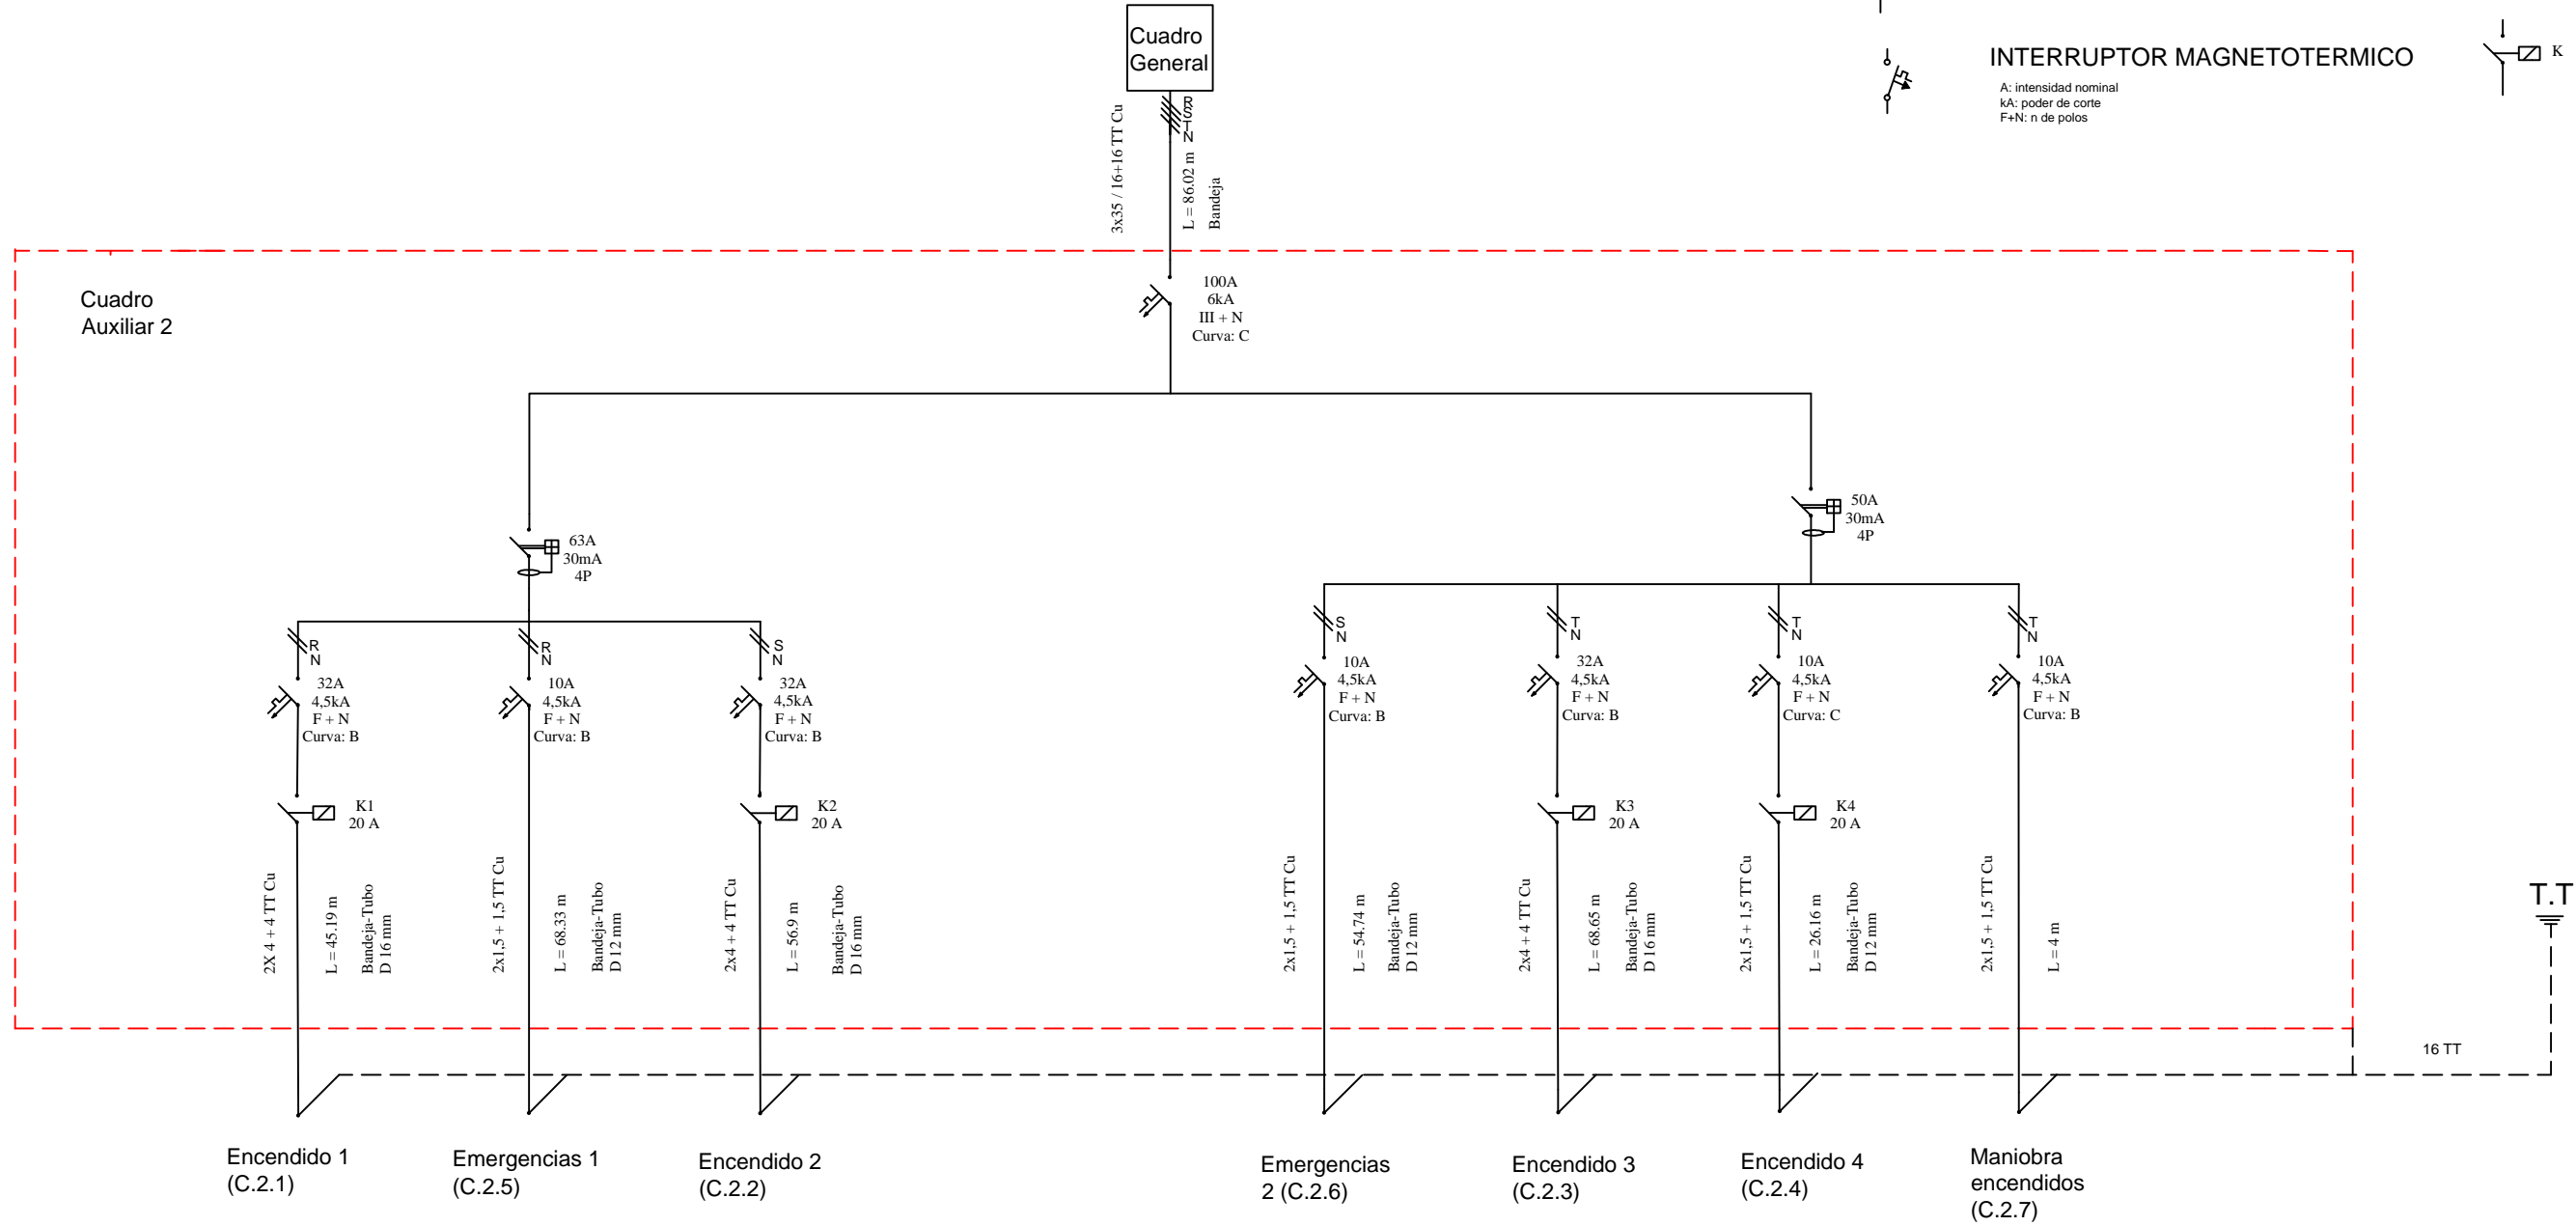 Cuadro
General
R
S
T
N
3x35 / 16+16 TT Cu
L = 86.02 m
Bandeja
INTERRUPTOR MAGNETOTERMICO
A: intensidad nominal
kA: poder de corte
F+N: n de polos
K
Cuadro
Auxiliar 2
100A
6kA
III + N
Curva: C
63A
30mA
4P
50A
30mA
4P
R
N
32A
4,5kA
F + N
Curva: B
R
N
10A
4,5kA
F + N
Curva: B
S
N
32A
4,5kA
F + N
Curva: B
S
N
10A
4,5kA
F + N
Curva: B
T
N
32A
4,5kA
F + N
Curva: B
T
N
10A
4,5kA
F + N
Curva: C
T
N
10A
4,5kA
F + N
Curva: B
K1
20 A
K2
20 A
K3
20 A
K4
20 A
2X 4 + 4 TT Cu
L = 45.19 m
Bandeja-Tubo
D 16 mm
2x1,5 + 1,5 TT Cu
L = 68.33 m
Bandeja-Tubo
D 12 mm
2x4 + 4 TT Cu
L = 56.9 m
Bandeja-Tubo
D 16 mm
2x1,5 + 1,5 TT Cu
L = 54.74 m
Bandeja-Tubo
D 12 mm
2x4 + 4 TT Cu
L = 68.65 m
Bandeja-Tubo
D 16 mm
2x1,5 + 1,5 TT Cu
L = 26.16 m
Bandeja-Tubo
D 12 mm
2x1,5 + 1,5 TT Cu
L = 4 m
T.T
16 TT
Encendido 1
(C.2.1)
Emergencias 1
(C.2.5)
Encendido 2
(C.2.2)
Emergencias
2 (C.2.6)
Encendido 3
(C.2.3)
Encendido 4
(C.2.4)
Maniobra
encendidos
(C.2.7)